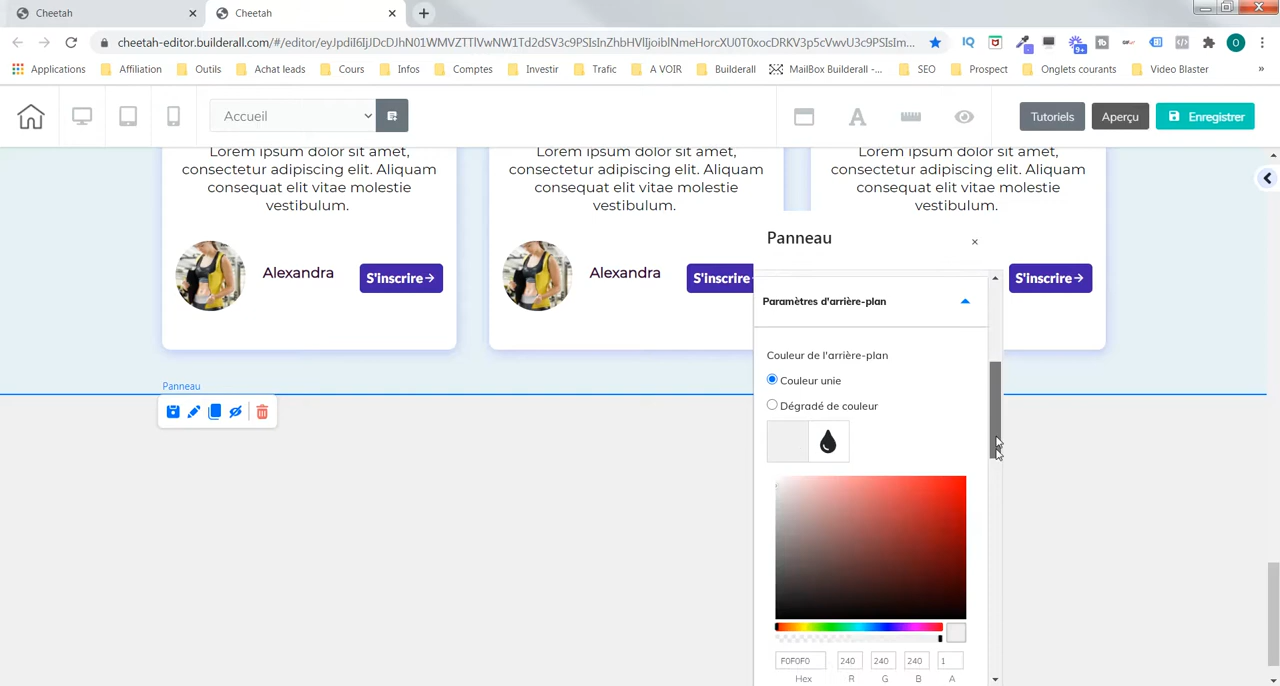 Cheetah
Cheetah
cheetah-editor.builderall.com/#/editor/
Applications
Affiliation
Outils
Achat leads
Cours
Infos
Comptes
Investir
Trafic
A VOIR
Builderall
MailBox Builderall -...
SEO
Prospect
Onglets courants
Video Blaster
»
Accueil
Tutoriels
Aperçu
Enregistrer
Lorem ipsum dolor sit amet,
consectetur adipiscing elit. Aliquam
consequat elit vitae molestie
vestibulum.
Alexandra
S'inscrire→
Lorem ipsum dolor sit amet,
consectetur adipiscing elit. Aliquam
consequat elit vitae molestie
vestibulum.
Alexandra
S'inscrire
Lorem ipsum dolor sit amet,
consectetur adipiscing elit. Aliquam
consequat elit vitae molestie
vestibulum.
S'inscrire→
Panneau
Panneau
×
Paramètres d'arrière-plan
Couleur de l'arrière-plan
Couleur unie
Dégradé de couleur
F0F0F0 240 240 240 1
Hex R G B A